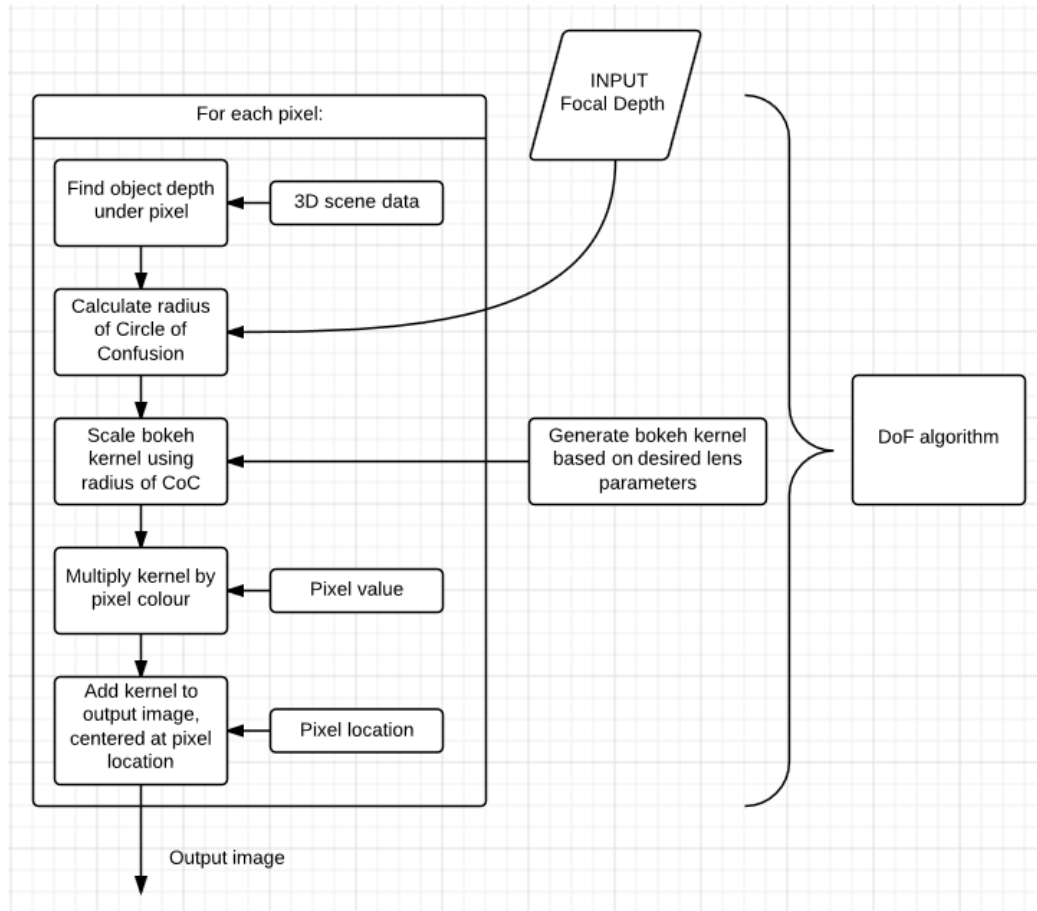 INPUT
Focal Depth
For each pixel:
Find object depth
under pixel
3D scene data
Calculate radius
of Circle of
Confusion
Scale bokeh
kernel using
radius of CoC
Generate bokeh kernel
based on desired lens
parameters
DoF algorithm
Multiply kernel by
pixel colour
Pixel value
Add kernel to
output image,
centered at pixel
location
Pixel location
Output image